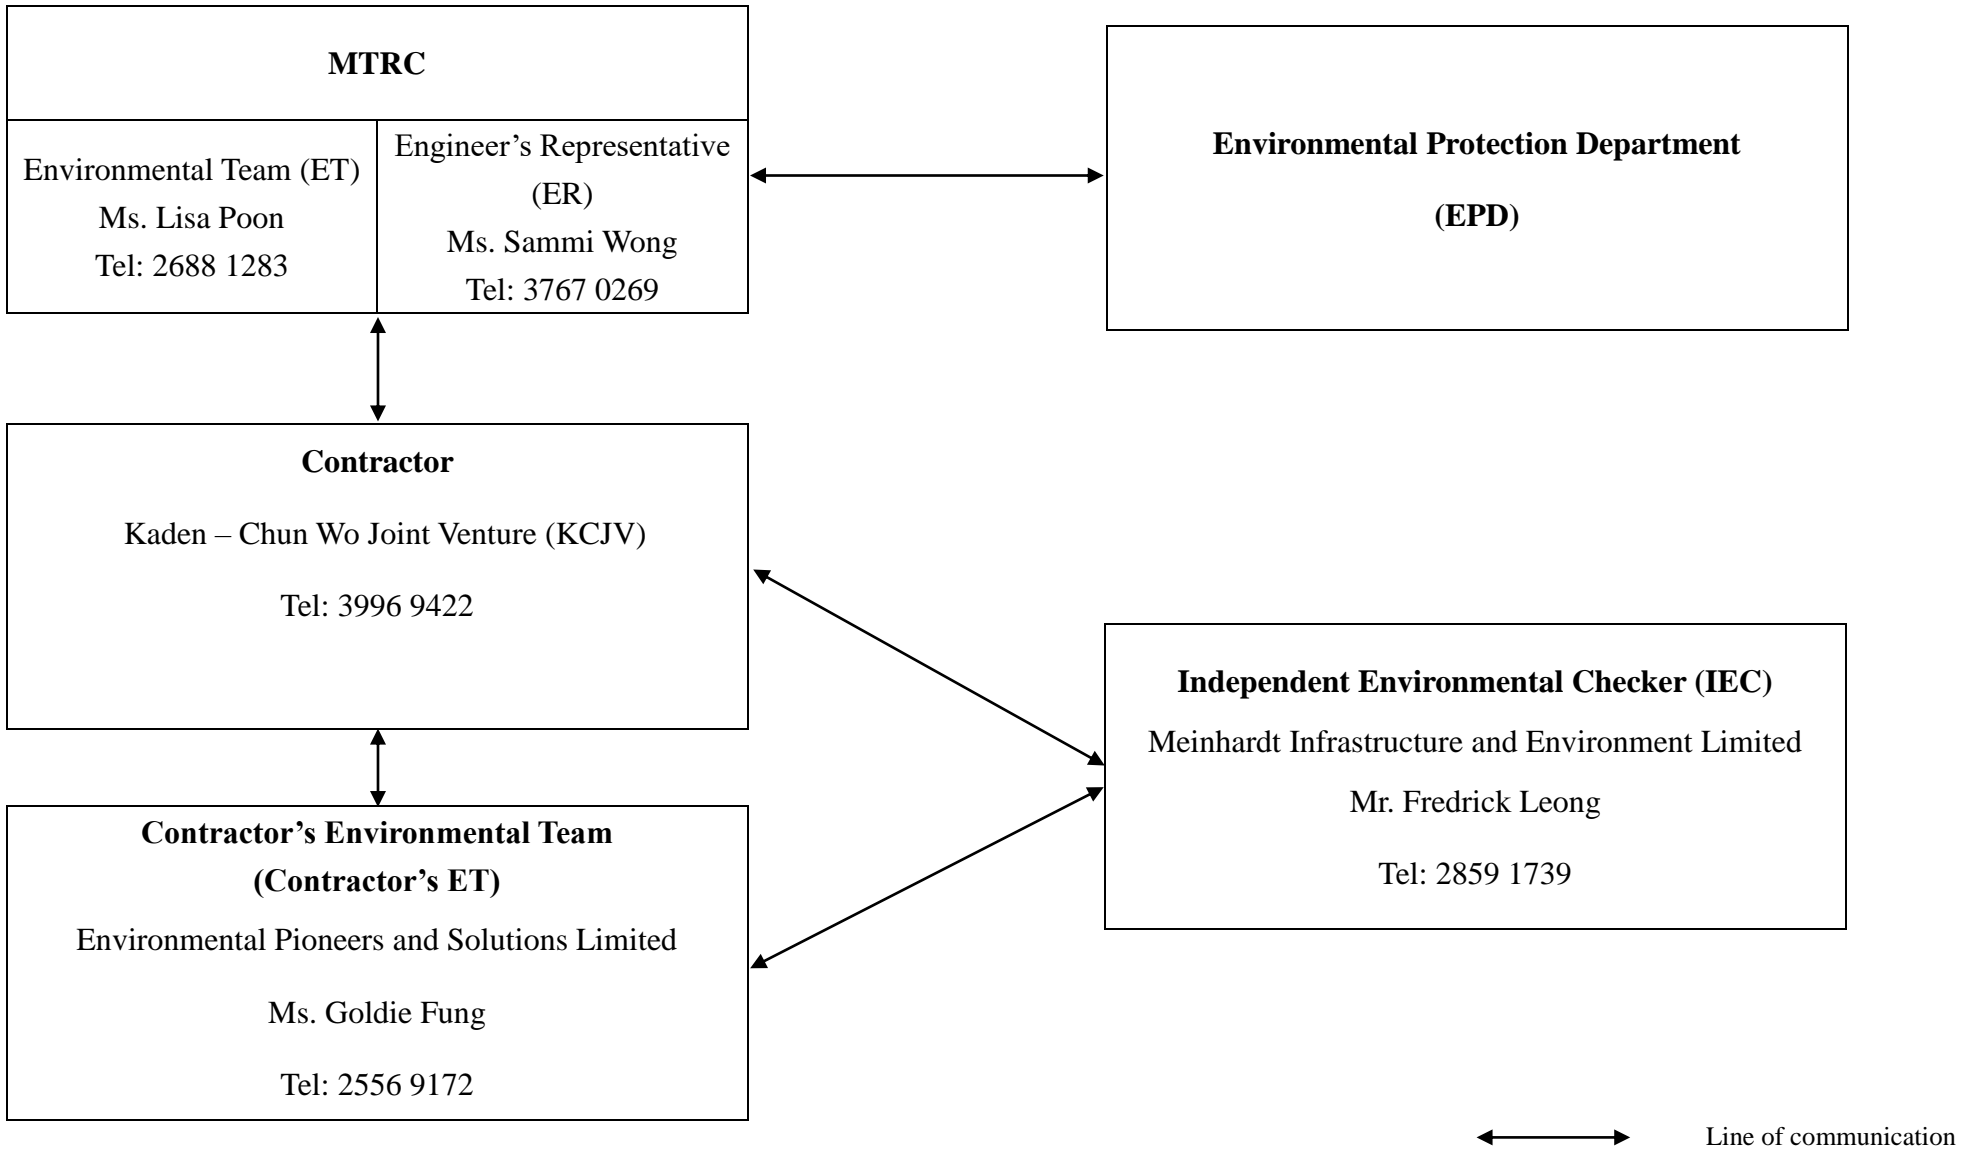 MTRC
Environmental Team (ET)
Ms. Lisa Poon
Tel: 2688 1283
Engineer’s Representative
(ER)
Ms. Sammi Wong
Tel: 3767 0269
Environmental Protection Department
(EPD)
Contractor
Kaden – Chun Wo Joint Venture (KCJV)
Tel: 3996 9422
Independent Environmental Checker (IEC)
Meinhardt Infrastructure and Environment Limited
Mr. Fredrick Leong
Tel: 2859 1739
Contractor’s Environmental Team
(Contractor’s ET)
Environmental Pioneers and Solutions Limited
Ms. Goldie Fung
Tel: 2556 9172
Line of communication